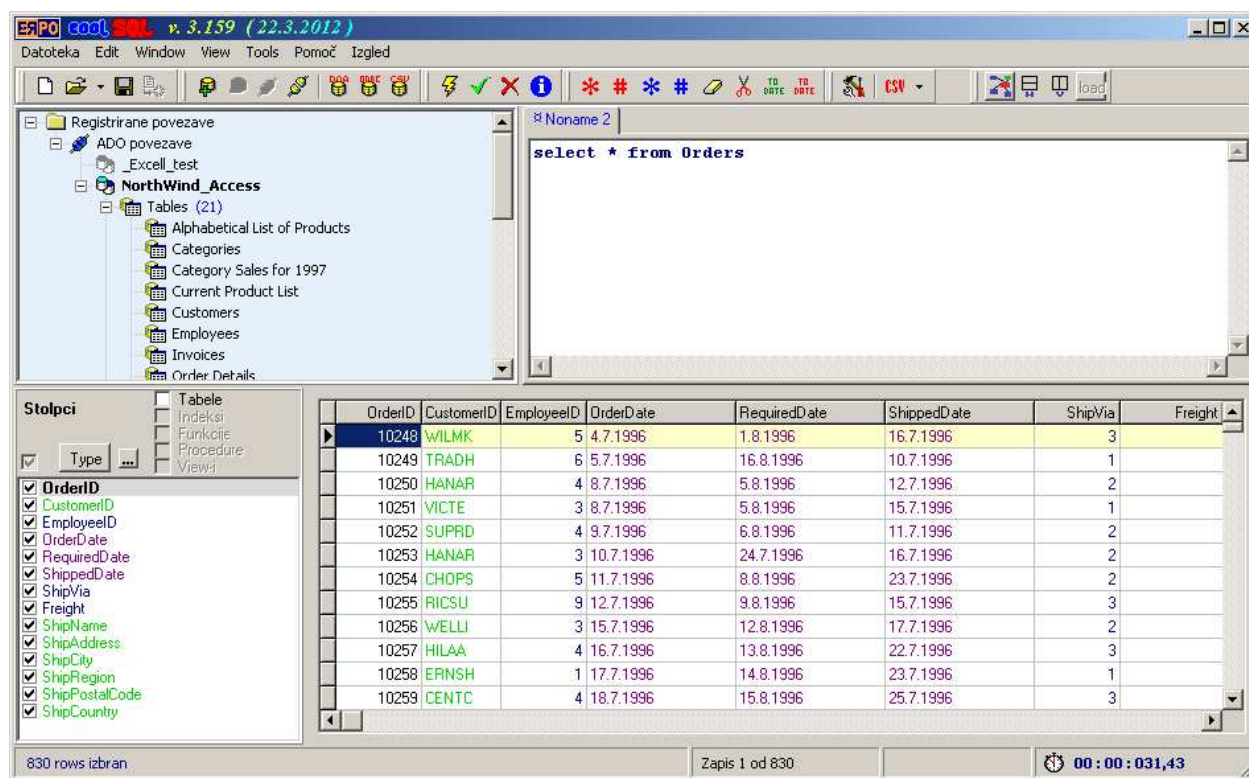 ERPO cool SQL v. 3.159 ( 22.3.2012 )
Datoteka Edit Window View Tools Pomoč Izgled
DAO ODBC CSV TO DATE TO DATE CSV load
Registrirane povezave
ADO povezave
_Excell_test
NorthWind_Access
Tables (21)
Alphabetical List of Products
Categories
Category Sales for 1997
Current Product List
Customers
Employees
Invoices
Order Details
Noname 2
select * from Orders
Stolpci
Tabele
Indeksi
Funkcije
Procedure
View-i
Type ...
OrderID
CustomerID
EmployeeID
OrderDate
RequiredDate
ShippedDate
ShipVia
Freight
ShipName
ShipAddress
ShipCity
ShipRegion
ShipPostalCode
ShipCountry
OrderID CustomerID EmployeeID OrderDate RequiredDate ShippedDate ShipVia Freight
10248 WILMK 5 4.7.1996 1.8.1996 16.7.1996 3
10249 TRADH 6 5.7.1996 16.8.1996 10.7.1996 1
10250 HANAR 4 8.7.1996 5.8.1996 12.7.1996 2
10251 VICTE 3 8.7.1996 5.8.1996 15.7.1996 1
10252 SUPRD 4 9.7.1996 6.8.1996 11.7.1996 2
10253 HANAR 3 10.7.1996 24.7.1996 16.7.1996 2
10254 CHOPS 5 11.7.1996 8.8.1996 23.7.1996 2
10255 RICSU 9 12.7.1996 9.8.1996 15.7.1996 3
10256 WELLI 3 15.7.1996 12.8.1996 17.7.1996 2
10257 HILAA 4 16.7.1996 13.8.1996 22.7.1996 3
10258 ERNSH 1 17.7.1996 14.8.1996 23.7.1996 1
10259 CENTC 4 18.7.1996 15.8.1996 25.7.1996 3
830 rows izbran
Zapis 1 od 830
00:00:031,43